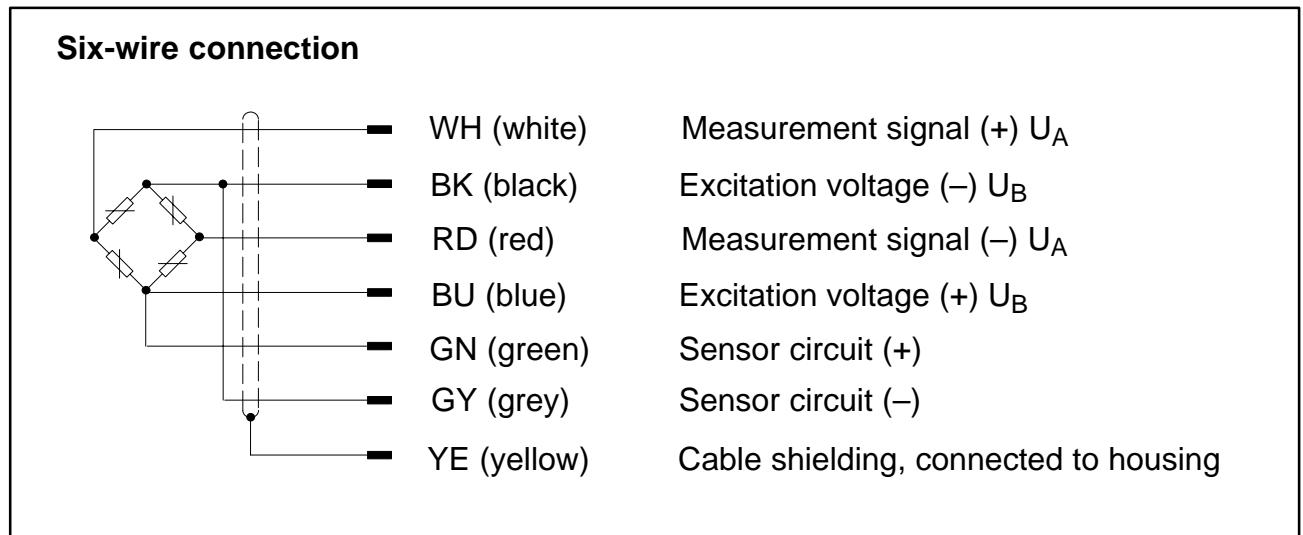 Six-wire connection
WH (white) Measurement signal (+) UA
BK (black) Excitation voltage (–) UB
RD (red) Measurement signal (–) UA
BU (blue) Excitation voltage (+) UB
GN (green) Sensor circuit (+)
GY (grey) Sensor circuit (–)
YE (yellow) Cable shielding, connected to housing